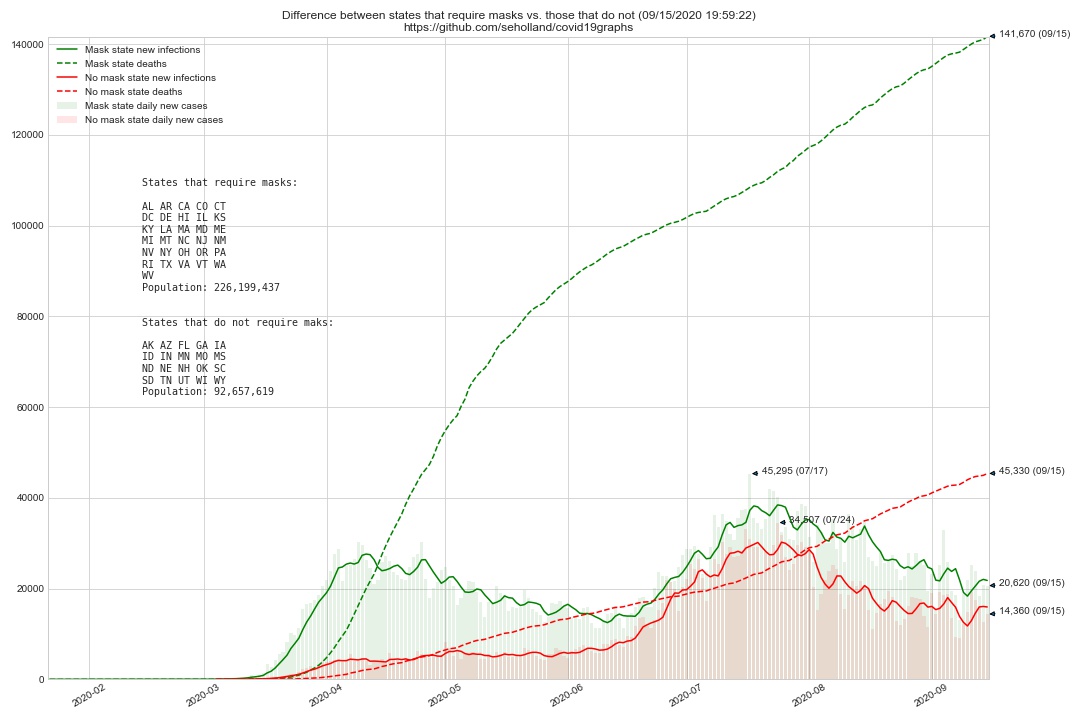 Difference between states that require masks vs. those that do not (09/15/2020 19:59:22)
https://github.com/seholland/covid19graphs
141,670 (09/15)
140000
Mask state new infections
Mask state deaths
No mask state new infections
No mask state deaths
Mask state daily new cases
No mask state daily new cases
120000
States that require masks:
AL AR CA CO CT
DC DE HI IL KS
100000
KY LA MA MD ME
MI MT NC NJ NM
NV NY OH OR PA
RI TX VA VT WA
WV
Population: 226,199,437
80000
States that do not require maks:
AK AZ FL GA IA
ID IN MN MO MS
ND NE NH OK SC
SD TN UT WI WY
Population: 92,657,619
60000
45,295 (07/17)
45,330 (09/15)
40000
34,507 (07/24)
20000
20,620 (09/15)
14,360 (09/15)
0
2020-02
2020-03
2020-04
2020-05
2020-06
2020-07
2020-08
2020-09